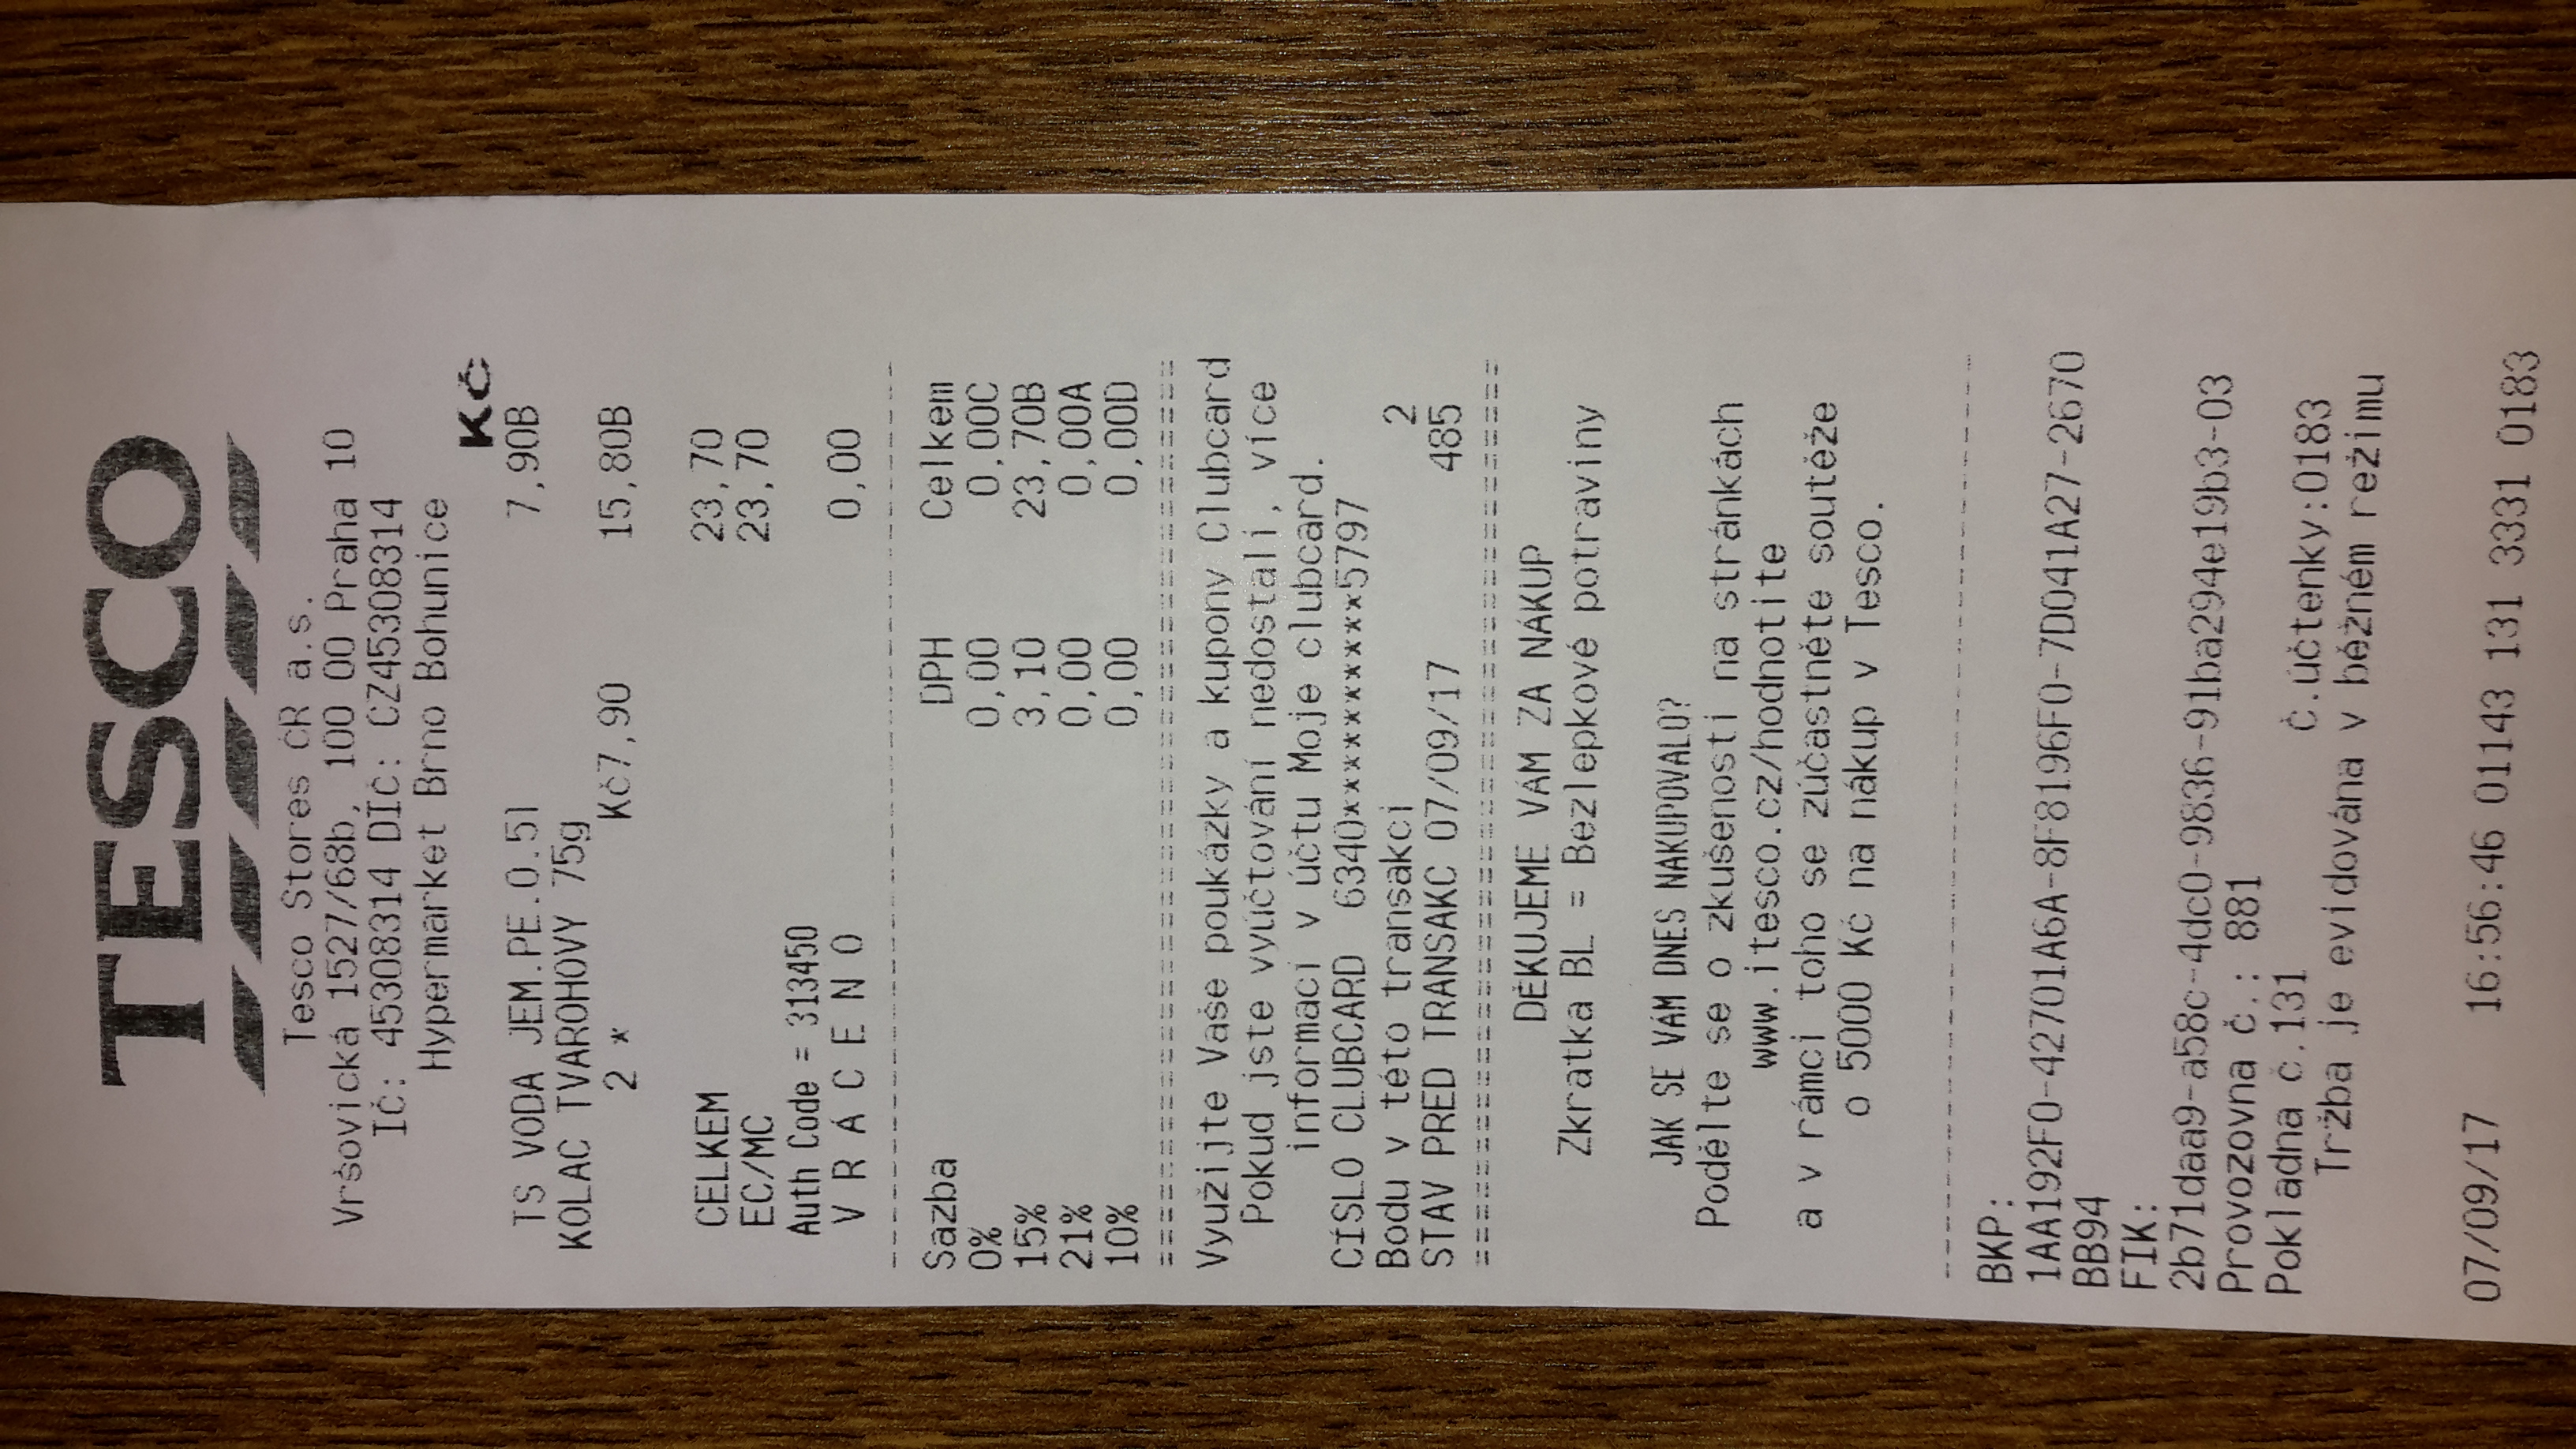 TESCO
Tesco Stores ČR a.s.
Vršovická 1527/68b, 100 00 Praha 10
IČ: 45308314 DIČ: CZ45308314
Hypermarket Brno Bohunice
Kč
TS VODA JEM.PE.0.5l 7,90B
KOLAC TVAROHOVY 75g
2 * Kč7,90 15,80B
CELKEM 23,70
EC/MC 23,70
Auth Code = 313450
V R Á C E N O 0,00
Sazba DPH Celkem
0% 0,00 0,00C
15% 3,10 23,70B
21% 0,00 0,00A
10% 0,00 0,00D
Využijte Vaše poukázky a kupony Clubcard
Pokud jste vyúčtování nedostali, více
informací v účtu Moje clubcard.
CÍSLO CLUBCARD 6340**********5797
Bodu v této transakci 2
STAV PRED TRANSAKC 07/09/17 485
DĚKUJEME VÁM ZA NÁKUP
Zkratka BL = Bezlepkové potraviny
JAK SE VÁM DNES NAKUPOVALO?
Podělte se o zkušenosti na stránkách
www.itesco.cz/hodnotite
a v rámci toho se zúčastněte soutěže
o 5000 Kč na nákup v Tesco.
BKP:
1AA192F0-42701A6A-8F8196F0-7D041A27-2670
BB94
FIK:
2b71daa9-a58c-4dc0-9836-91ba294e19b3-03
Provozovna č.: 881
Pokladna č.131 Č.účtenky:0183
Tržba je evidována v běžném režimu
07/09/17 16:56:46 01143 131 3331 0183